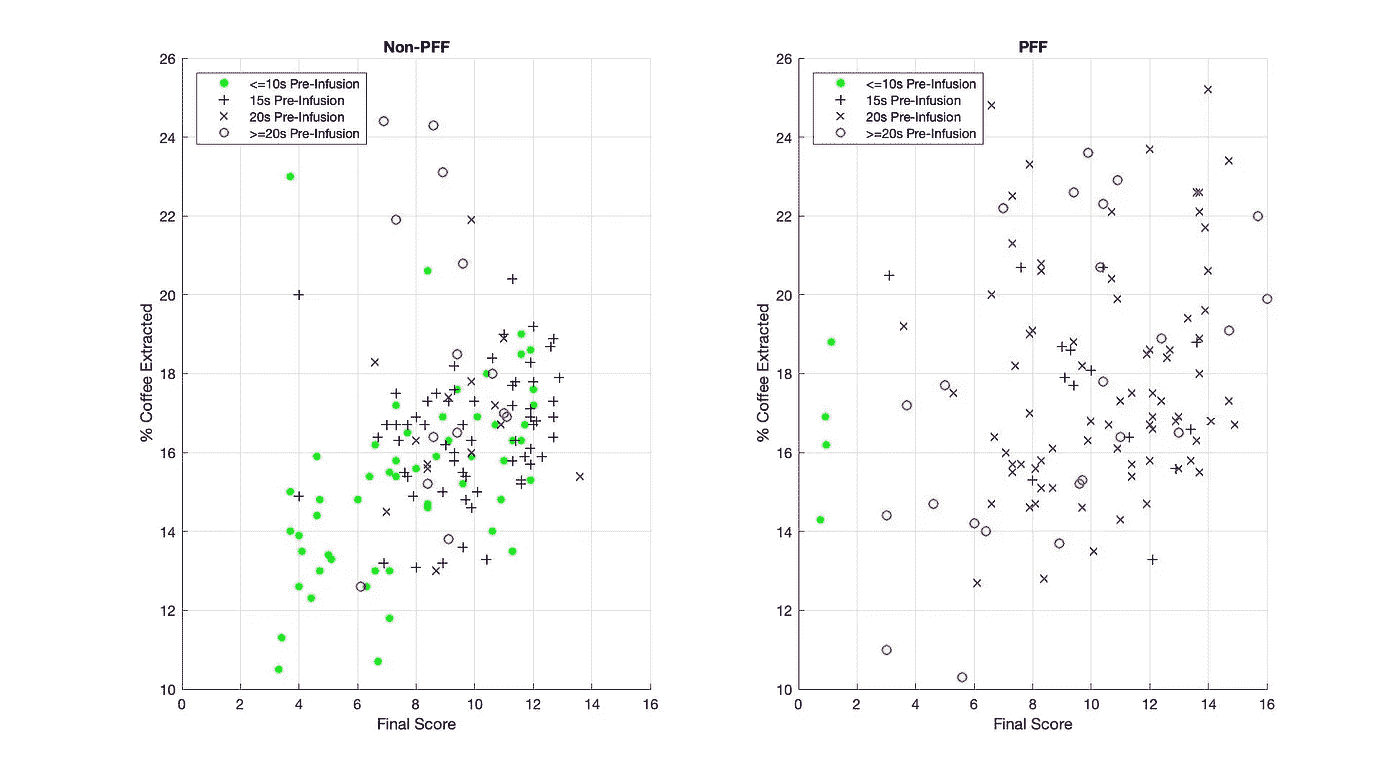 Non-PFF
26
24
22
20
18
16
14
12
10
% Coffee Extracted
<=10s Pre-Infusion
15s Pre-Infusion
20s Pre-Infusion
>=20s Pre-Infusion
0 2 4 6 8 10 12 14 16
Final Score
PFF
26
24
22
20
18
16
14
12
10
% Coffee Extracted
<=10s Pre-Infusion
15s Pre-Infusion
20s Pre-Infusion
>=20s Pre-Infusion
0 2 4 6 8 10 12 14 16
Final Score